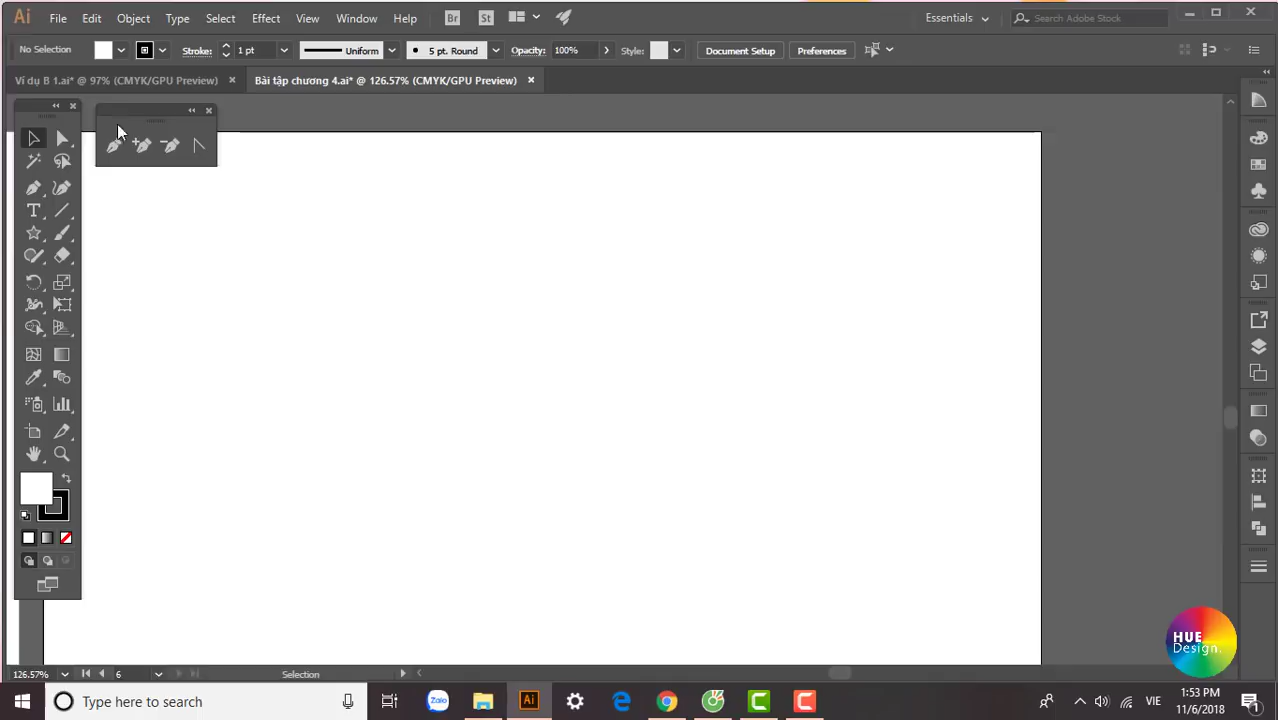 Ai File Edit Object Type Select Effect View Window Help Br St Essentials Search Adobe Stock
No Selection Stroke: 1 pt Uniform 5 pt. Round Opacity: 100% Style: Document Setup Preferences
Ví dụ B 1.ai* @ 97% (CMYK/GPU Preview) Bài tập chương 4.ai* @ 126.57% (CMYK/GPU Preview)
HUE
Design.
126.57% 6 Selection
Type here to search Zalo Ai VIE 1:53 PM
11/6/2018 1